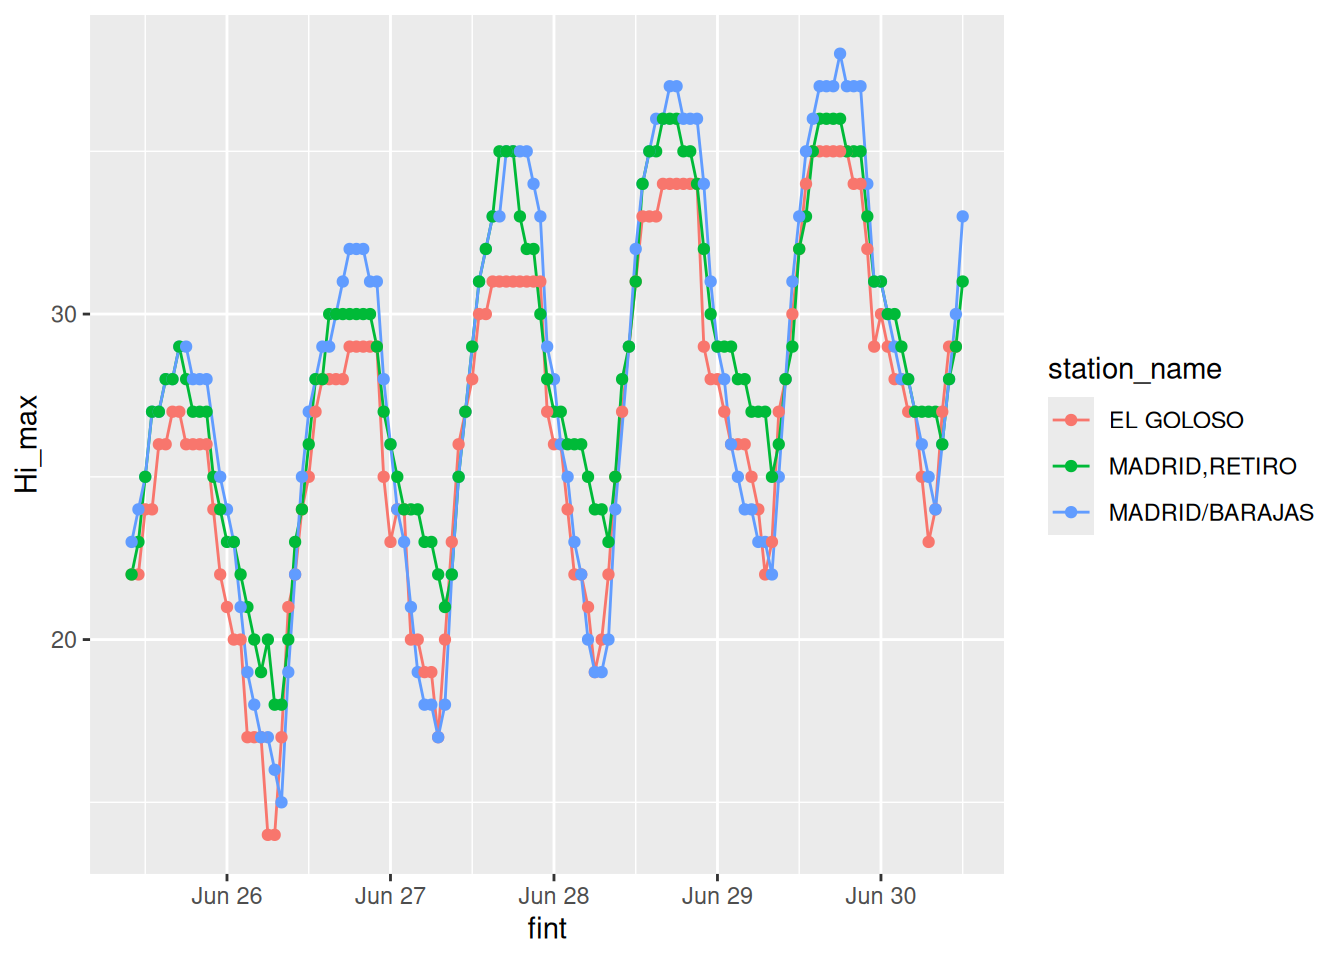 Hi_max
30
20
Jun 26
Jun 27
Jun 28
Jun 29
Jun 30
fint
station_name
EL GOLOSO
MADRID,RETIRO
MADRID/BARAJAS